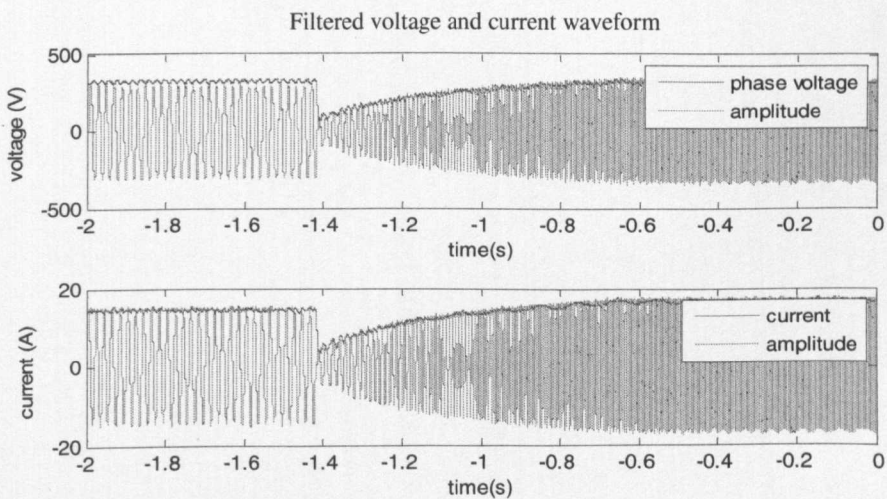 Filtered voltage and current waveform
500
0
-500
voltage (V)
phase voltage
amplitude
-2 -1.8 -1.6 -1.4 -1.2 -1 -0.8 -0.6 -0.4 -0.2 0
time(s)
20
0
-20
current (A)
current
amplitude
-2 -1.8 -1.6 -1.4 -1.2 -1 -0.8 -0.6 -0.4 -0.2 0
time(s)